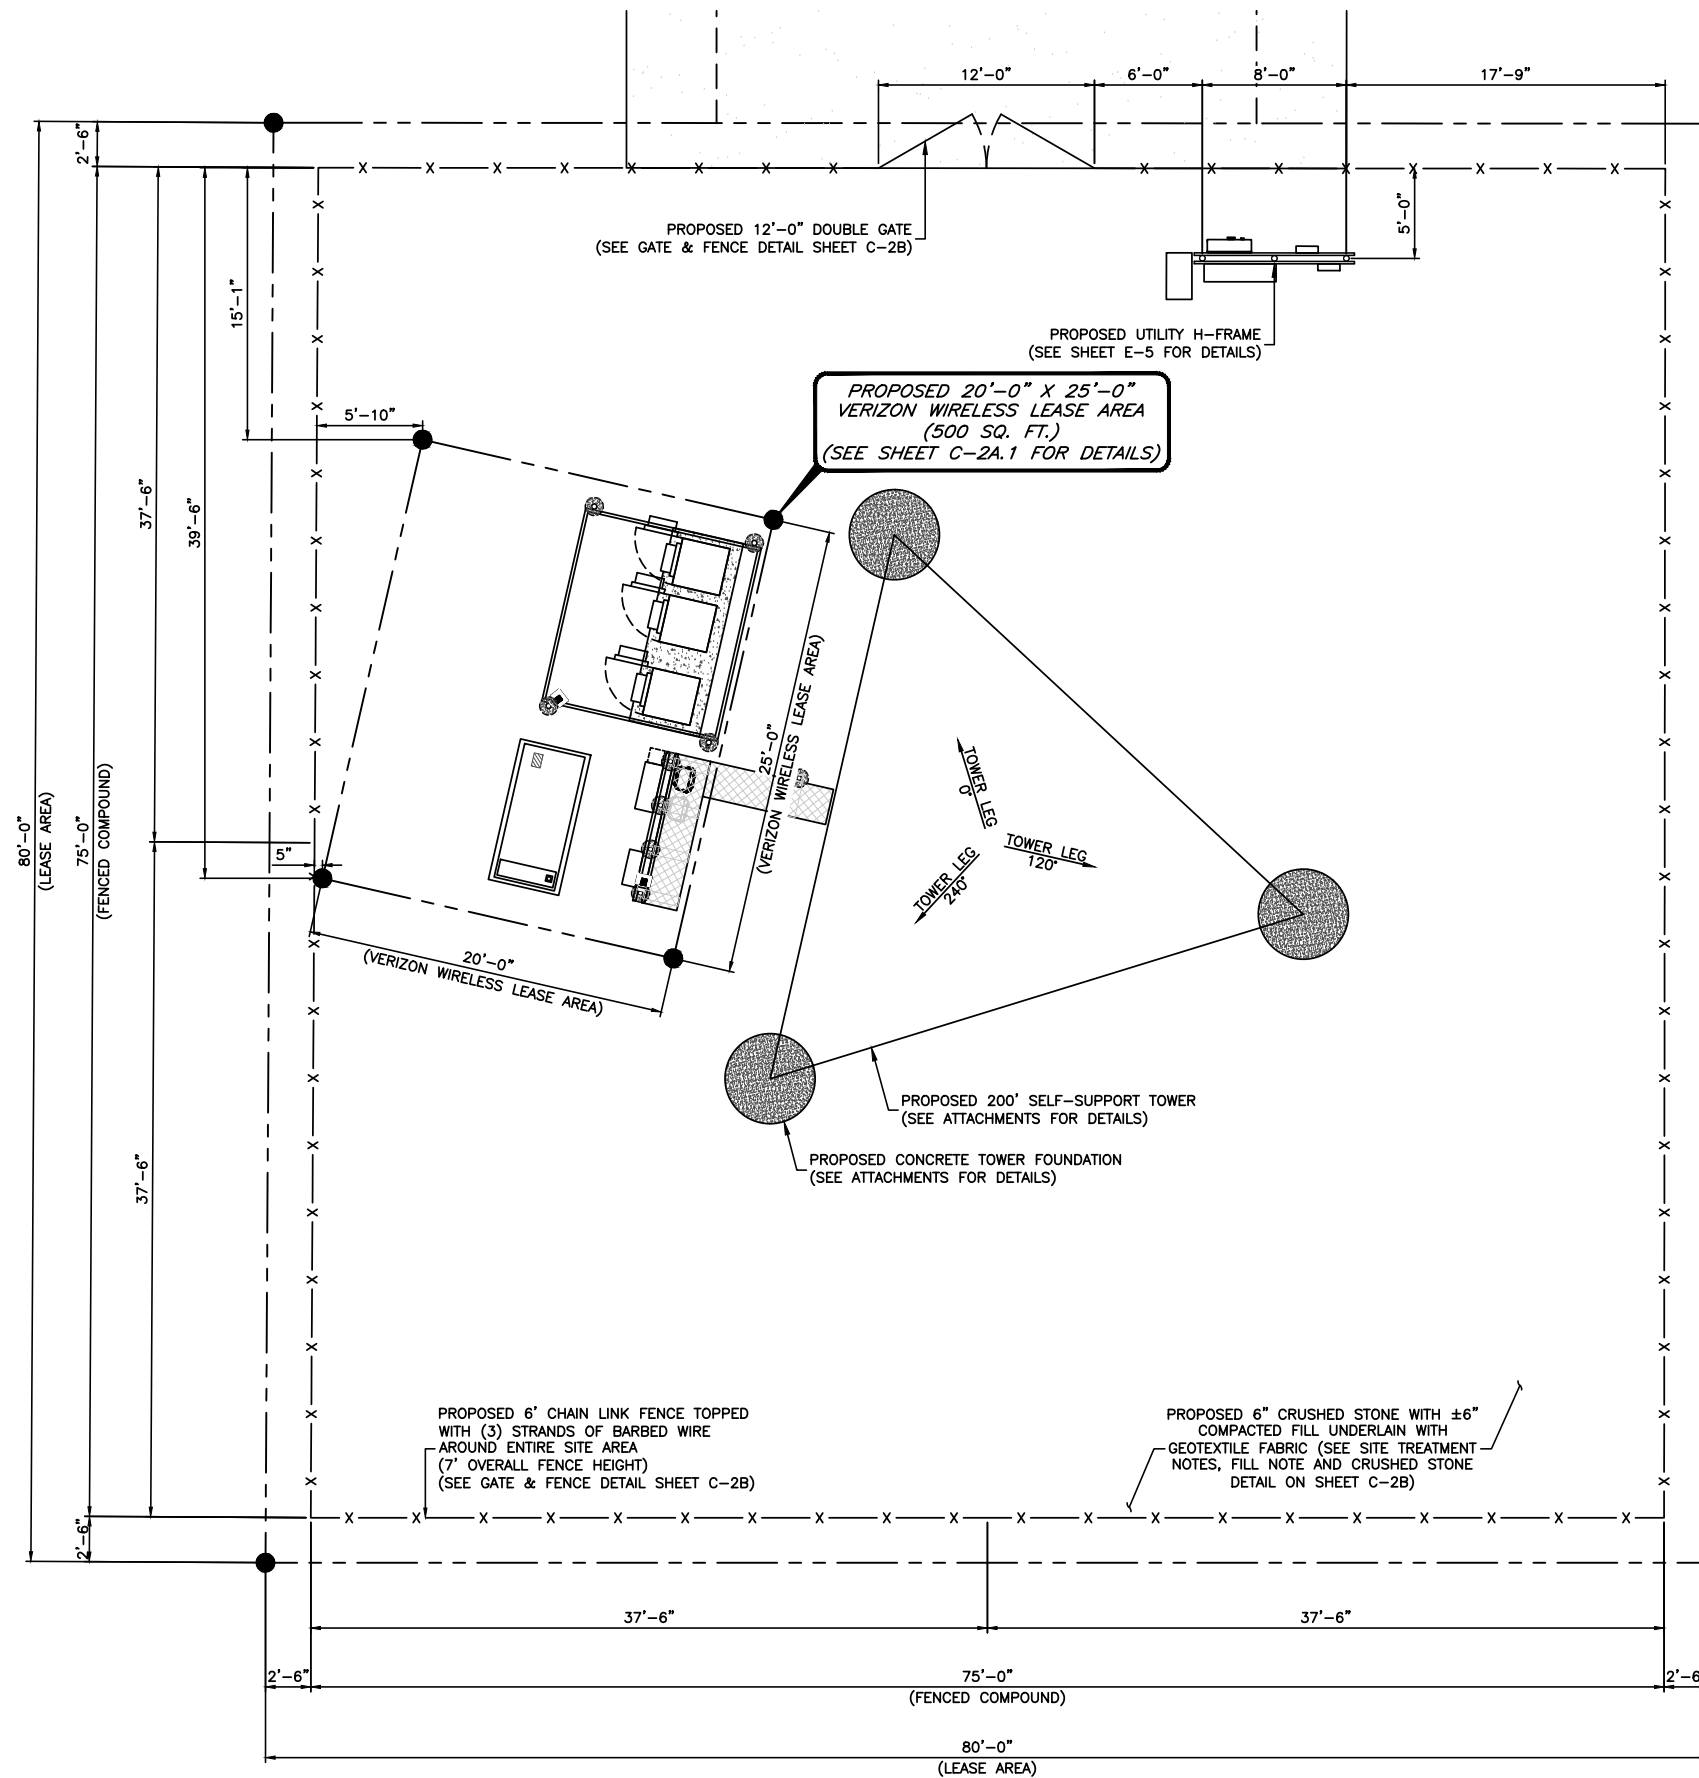 12'-0"
6'-0"
8'-0"
17'-9"
2'-6"
PROPOSED 12'-0" DOUBLE GATE
(SEE GATE & FENCE DETAIL SHEET C-2B)
5'-0"
15'-1"
PROPOSED UTILITY H-FRAME
(SEE SHEET E-5 FOR DETAILS)
PROPOSED 20'-0" X 25'-0"
VERIZON WIRELESS LEASE AREA
(500 SQ. FT.)
(SEE SHEET C-2A.1 FOR DETAILS)
5'-10"
37'-6"
39'-6"
25'-0"
(VERIZON WIRELESS LEASE AREA)
TOWER LEG
0°
TOWER LEG
120°
TOWER LEG
240°
80'-0"
(LEASE AREA)
75'-0"
(FENCED COMPOUND)
5"
20'-0"
(VERIZON WIRELESS LEASE AREA)
PROPOSED 200' SELF-SUPPORT TOWER
(SEE ATTACHMENTS FOR DETAILS)
PROPOSED CONCRETE TOWER FOUNDATION
(SEE ATTACHMENTS FOR DETAILS)
37'-6"
PROPOSED 6' CHAIN LINK FENCE TOPPED
WITH (3) STRANDS OF BARBED WIRE
AROUND ENTIRE SITE AREA
(7' OVERALL FENCE HEIGHT)
(SEE GATE & FENCE DETAIL SHEET C-2B)
PROPOSED 6" CRUSHED STONE WITH ±6"
COMPACTED FILL UNDERLAIN WITH
GEOTEXTILE FABRIC (SEE SITE TREATMENT
NOTES, FILL NOTE AND CRUSHED STONE
DETAIL ON SHEET C-2B)
2'-6"
37'-6"
37'-6"
2'-6"
75'-0"
(FENCED COMPOUND)
2'-6
80'-0"
(LEASE AREA)